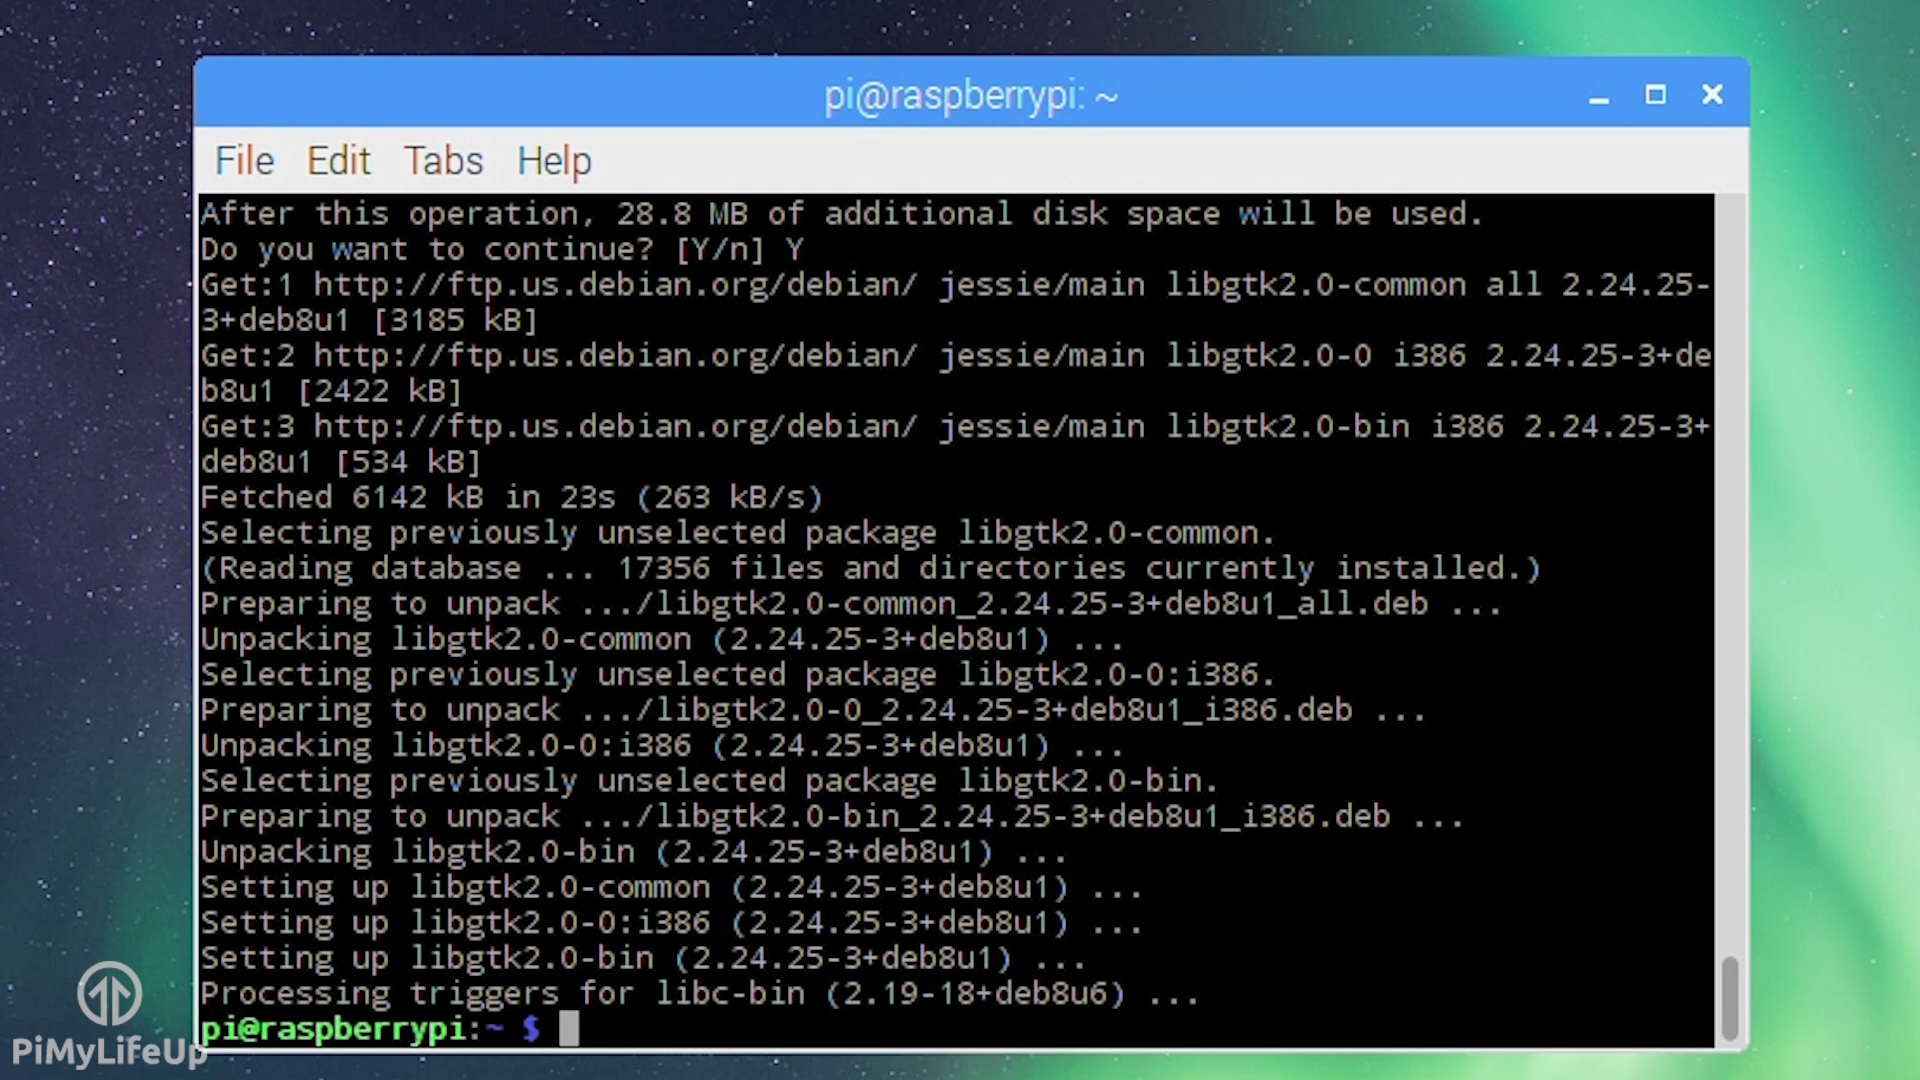 pi@raspberrypi: ~
File Edit Tabs Help
After this operation, 28.8 MB of additional disk space will be used.
Do you want to continue? [Y/n] Y
Get:1 http://ftp.us.debian.org/debian/ jessie/main libgtk2.0-common all 2.24.25-
3+deb8u1 [3185 kB]
Get:2 http://ftp.us.debian.org/debian/ jessie/main libgtk2.0-0 i386 2.24.25-3+de
b8u1 [2422 kB]
Get:3 http://ftp.us.debian.org/debian/ jessie/main libgtk2.0-bin i386 2.24.25-3+
deb8u1 [534 kB]
Fetched 6142 kB in 23s (263 kB/s)
Selecting previously unselected package libgtk2.0-common.
(Reading database ... 17356 files and directories currently installed.)
Preparing to unpack .../libgtk2.0-common_2.24.25-3+deb8u1_all.deb ...
Unpacking libgtk2.0-common (2.24.25-3+deb8u1) ...
Selecting previously unselected package libgtk2.0-0:i386.
Preparing to unpack .../libgtk2.0-0_2.24.25-3+deb8u1_i386.deb ...
Unpacking libgtk2.0-0:i386 (2.24.25-3+deb8u1) ...
Selecting previously unselected package libgtk2.0-bin.
Preparing to unpack .../libgtk2.0-bin_2.24.25-3+deb8u1_i386.deb ...
Unpacking libgtk2.0-bin (2.24.25-3+deb8u1) ...
Setting up libgtk2.0-common (2.24.25-3+deb8u1) ...
Setting up libgtk2.0-0:i386 (2.24.25-3+deb8u1) ...
Setting up libgtk2.0-bin (2.24.25-3+deb8u1) ...
Processing triggers for libc-bin (2.19-18+deb8u6) ...
pi@raspberrypi:~ $
PiMyLifeUp